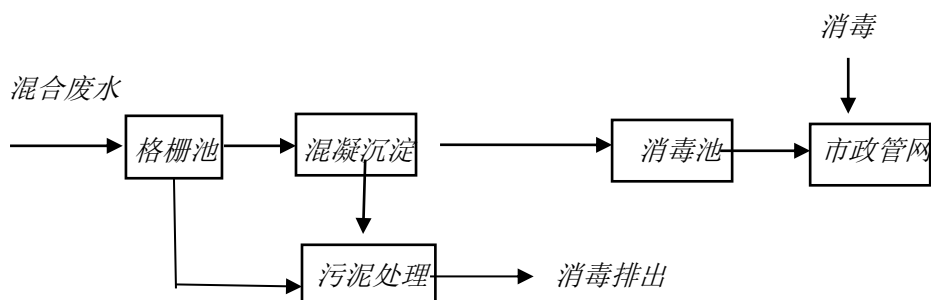 消毒
混合废水
格栅池
混凝沉淀
消毒池
市政管网
污泥处理
消毒排出